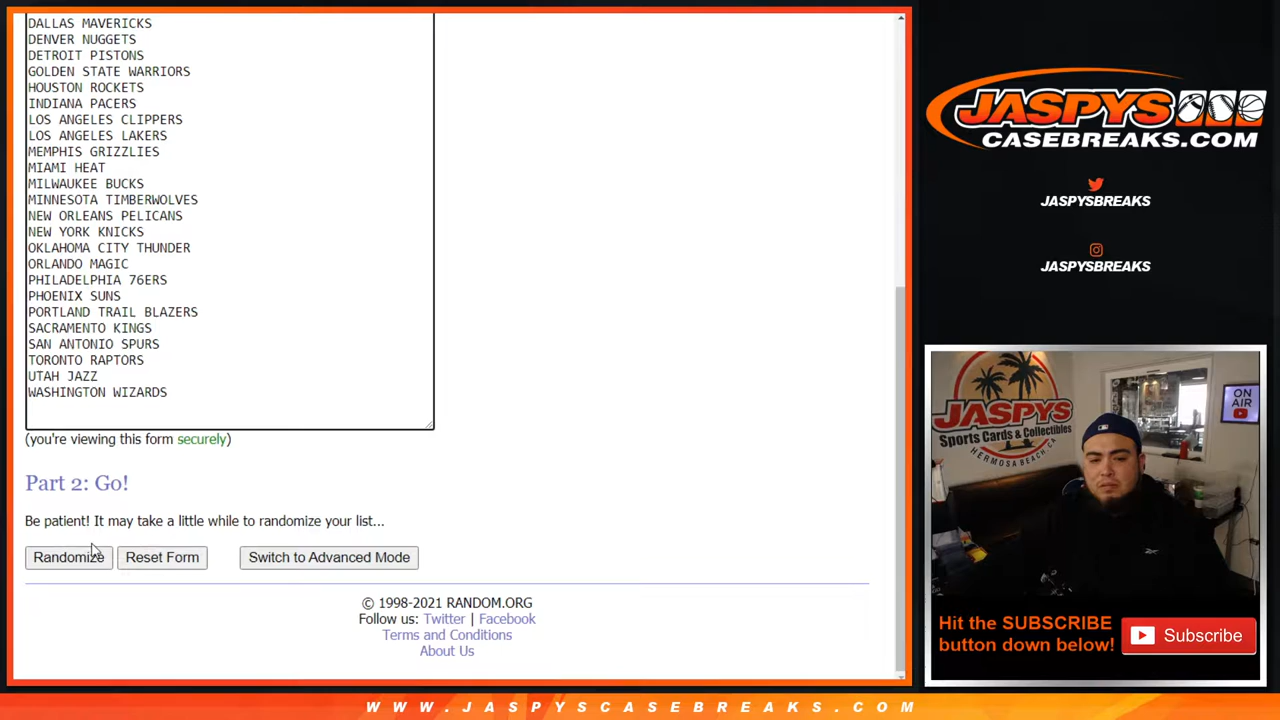 DALLAS MAVERICKS
DENVER NUGGETS
DETROIT PISTONS
GOLDEN STATE WARRIORS
HOUSTON ROCKETS
INDIANA PACERS
LOS ANGELES CLIPPERS
LOS ANGELES LAKERS
MEMPHIS GRIZZLIES
MIAMI HEAT
MILWAUKEE BUCKS
MINNESOTA TIMBERWOLVES
NEW ORLEANS PELICANS
NEW YORK KNICKS
OKLAHOMA CITY THUNDER
ORLANDO MAGIC
PHILADELPHIA 76ERS
PHOENIX SUNS
PORTLAND TRAIL BLAZERS
SACRAMENTO KINGS
SAN ANTONIO SPURS
TORONTO RAPTORS
UTAH JAZZ
WASHINGTON WIZARDS
(you're viewing this form securely)
Part 2: Go!
Be patient! It may take a little while to randomize your list...
Randomize Reset Form Switch to Advanced Mode
© 1998-2021 RANDOM.ORG
Follow us: Twitter | Facebook
Terms and Conditions
About Us
JASPYS
CASEBREAKS.COM
JASPYSBREAKS
JASPYSBREAKS
JASPYS
Sports Cards & Collectibles
HERMOSA BEACH CA
ON
AIR
Hit the SUBSCRIBE
button down below!
Subscribe
WWW.JASPYSCASEBREAKS.COM